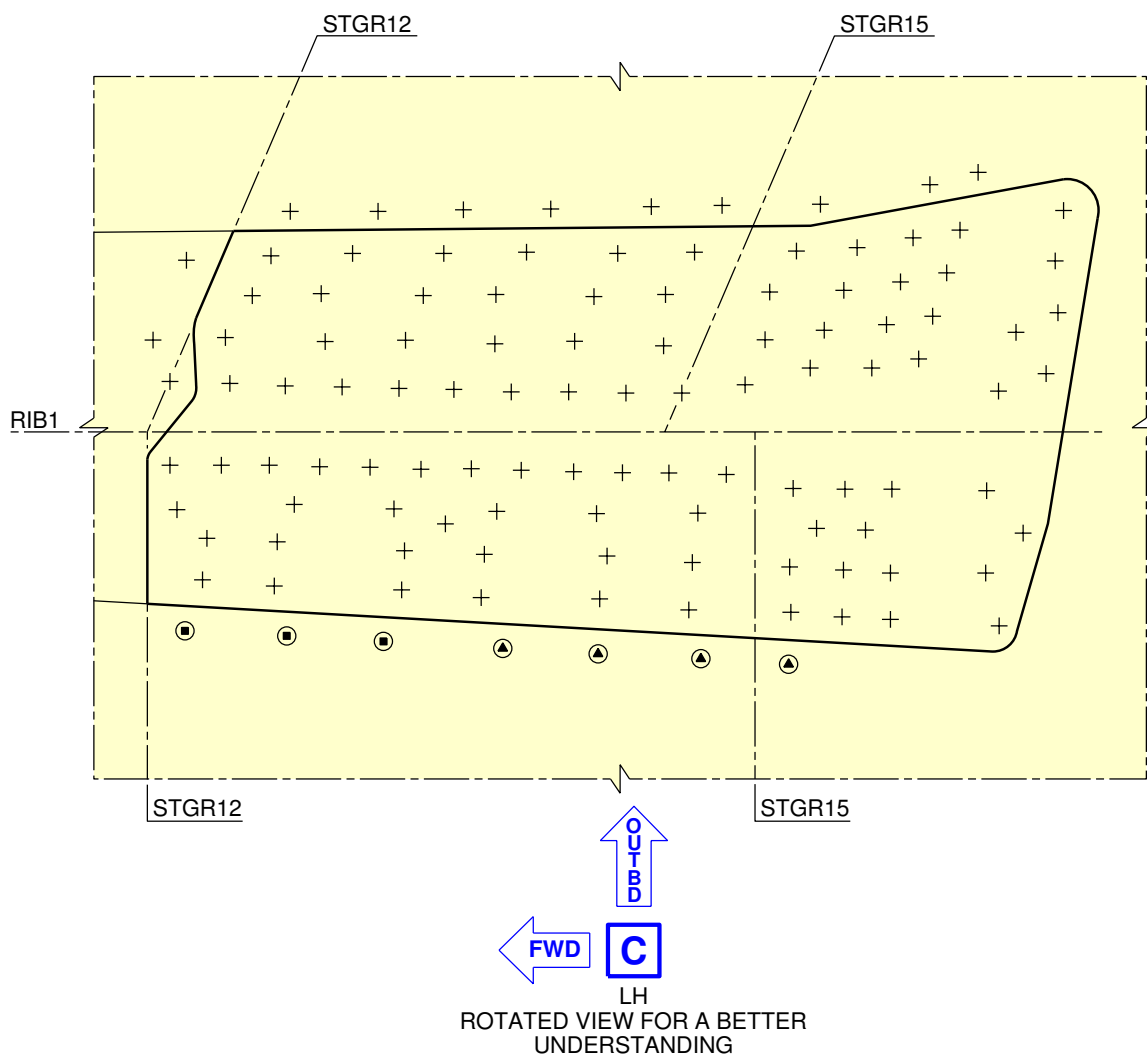 STGR12
STGR15
RIB1
STGR12
STGR15
OUTBD
FWD
C
LH
ROTATED VIEW FOR A BETTER
UNDERSTANDING